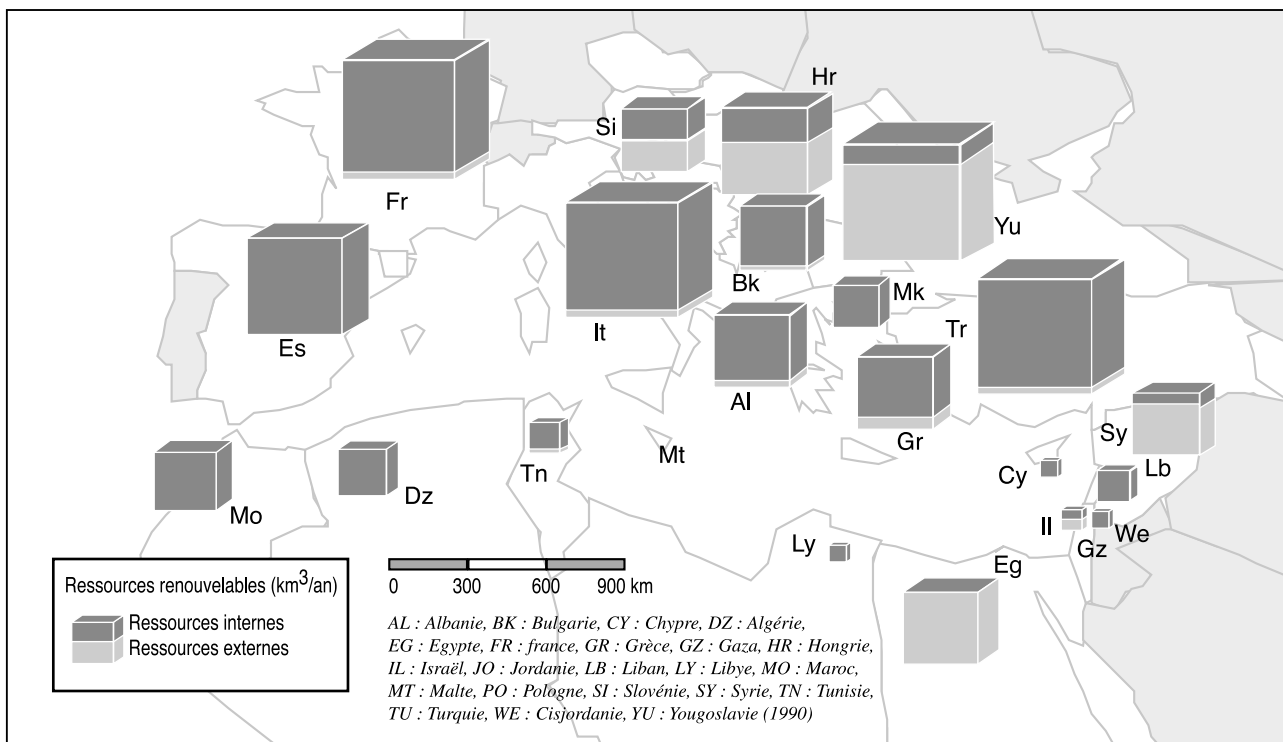 Hr
Si
Fr
Yu
Es
It
Bk
Mk
Tr
Al
Gr
Sy
Lb
Mt
Tn
Cy
Dz
Mo
Il
We
Gz
Ly
Eg
Ressources renouvelables (km³/an)
Ressources internes
Ressources externes
0 300 600 900 km
AL : Albanie, BK : Bulgarie, CY : Chypre, DZ : Algérie,
EG : Egypte, FR : france, GR : Grèce, GZ : Gaza, HR : Hongrie,
IL : Israël, JO : Jordanie, LB : Liban, LY : Libye, MO : Maroc,
MT : Malte, PO : Pologne, SI : Slovénie, SY : Syrie, TN : Tunisie,
TU : Turquie, WE : Cisjordanie, YU : Yougoslavie (1990)